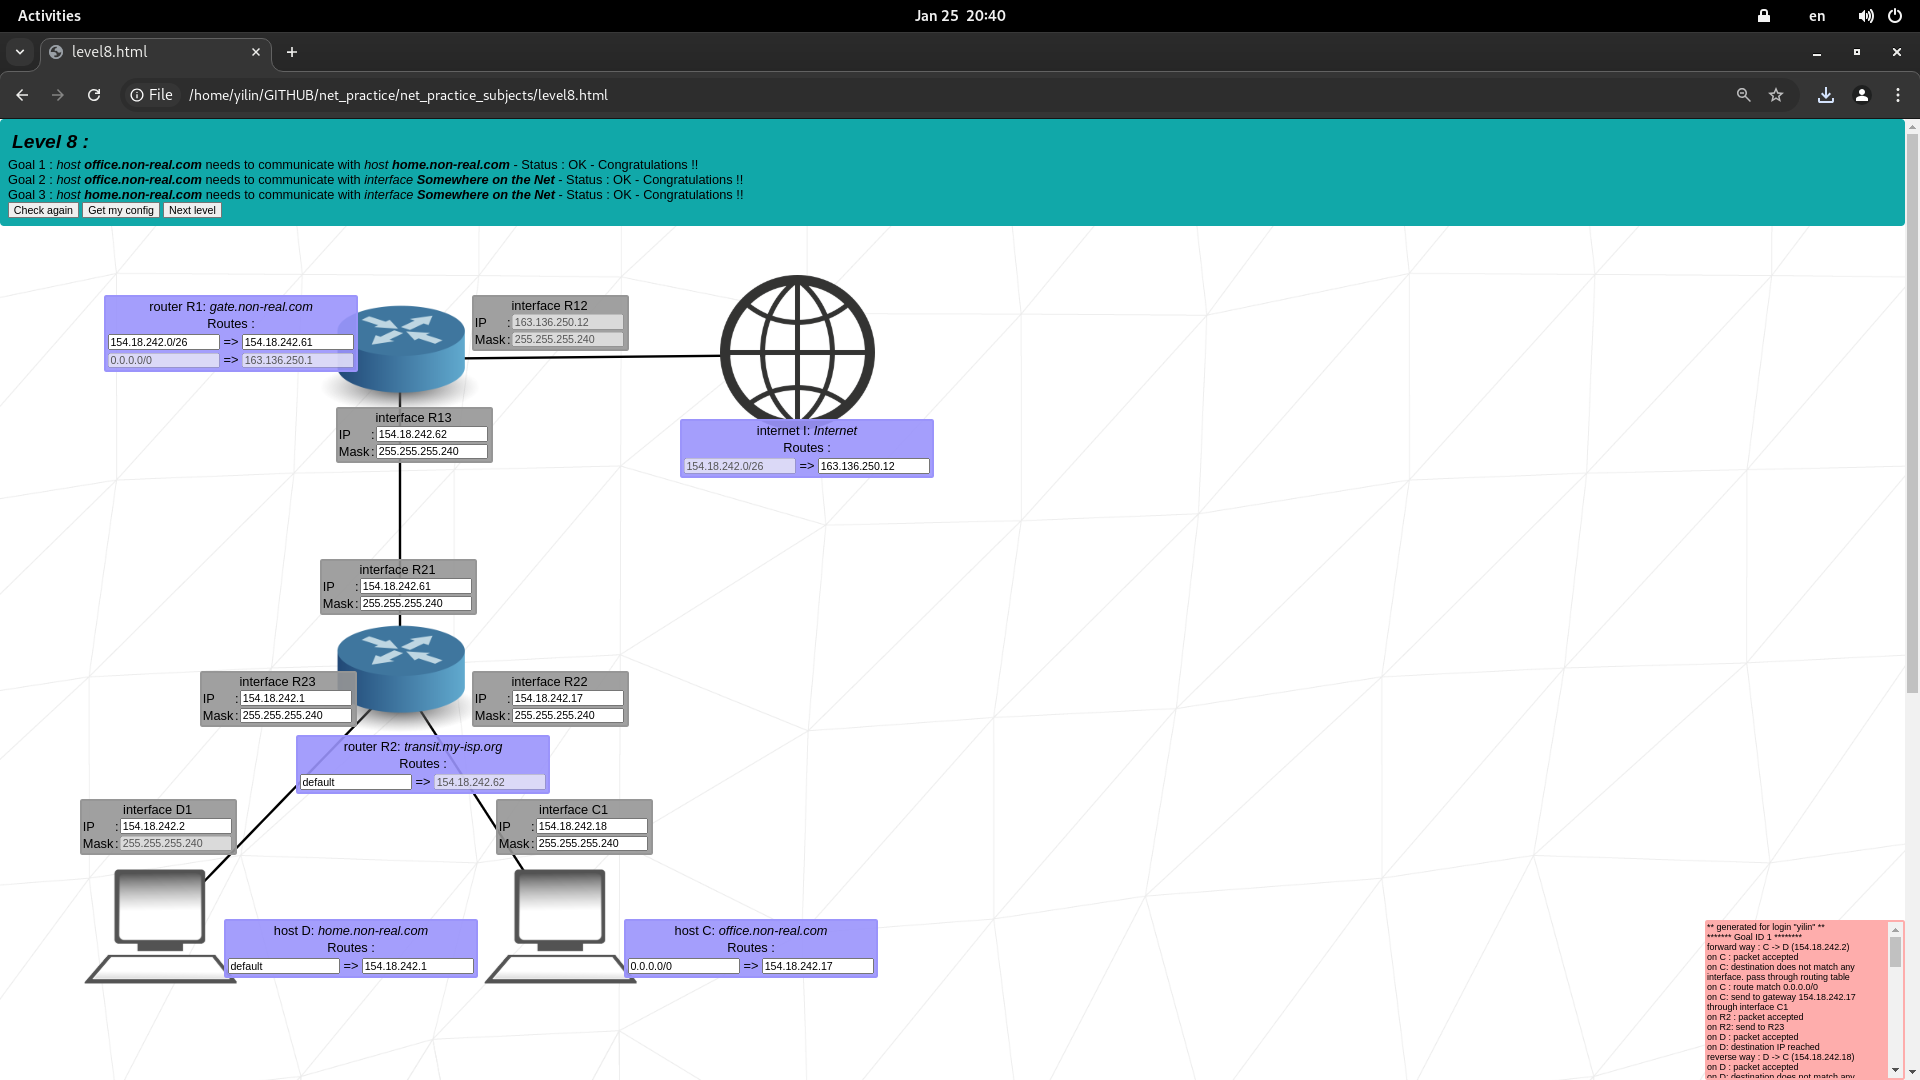 Activities
Jan 25 20:40
en
level8.html
File
/home/yilin/GITHUB/net_practice/net_practice_subjects/level8.html
Level 8 :
Goal 1 : host office.non-real.com needs to communicate with host home.non-real.com - Status : OK - Congratulations !!
Goal 2 : host office.non-real.com needs to communicate with interface Somewhere on the Net - Status : OK - Congratulations !!
Goal 3 : host home.non-real.com needs to communicate with interface Somewhere on the Net - Status : OK - Congratulations !!
Check again Get my config Next level
router R1: gate.non-real.com
Routes :
154.18.242.0/26 => 154.18.242.61
0.0.0.0/0 => 163.136.250.1
interface R12
IP : 163.136.250.12
Mask : 255.255.255.240
interface R13
IP : 154.18.242.62
Mask : 255.255.255.240
internet I: Internet
Routes :
154.18.242.0/26 => 163.136.250.12
interface R21
IP : 154.18.242.61
Mask : 255.255.255.240
interface R23
IP : 154.18.242.1
Mask : 255.255.255.240
interface R22
IP : 154.18.242.17
Mask : 255.255.255.240
router R2: transit.my-isp.org
Routes :
default => 154.18.242.62
interface D1
IP : 154.18.242.2
Mask : 255.255.255.240
interface C1
IP : 154.18.242.18
Mask : 255.255.255.240
host D: home.non-real.com
Routes :
default => 154.18.242.1
host C: office.non-real.com
Routes :
0.0.0.0/0 => 154.18.242.17
** generated for login "yilin" **
******* Goal ID 1 ********
forward way : C -> D (154.18.242.2)
on C : packet accepted
on C: destination does not match any
interface. pass through routing table
on C : route match 0.0.0.0/0
on C: send to gateway 154.18.242.17
through interface C1
on R2 : packet accepted
on R2: send to R23
on D : packet accepted
on D: destination IP reached
reverse way : D -> C (154.18.242.18)
on D : packet accepted
on D: destination does not match any